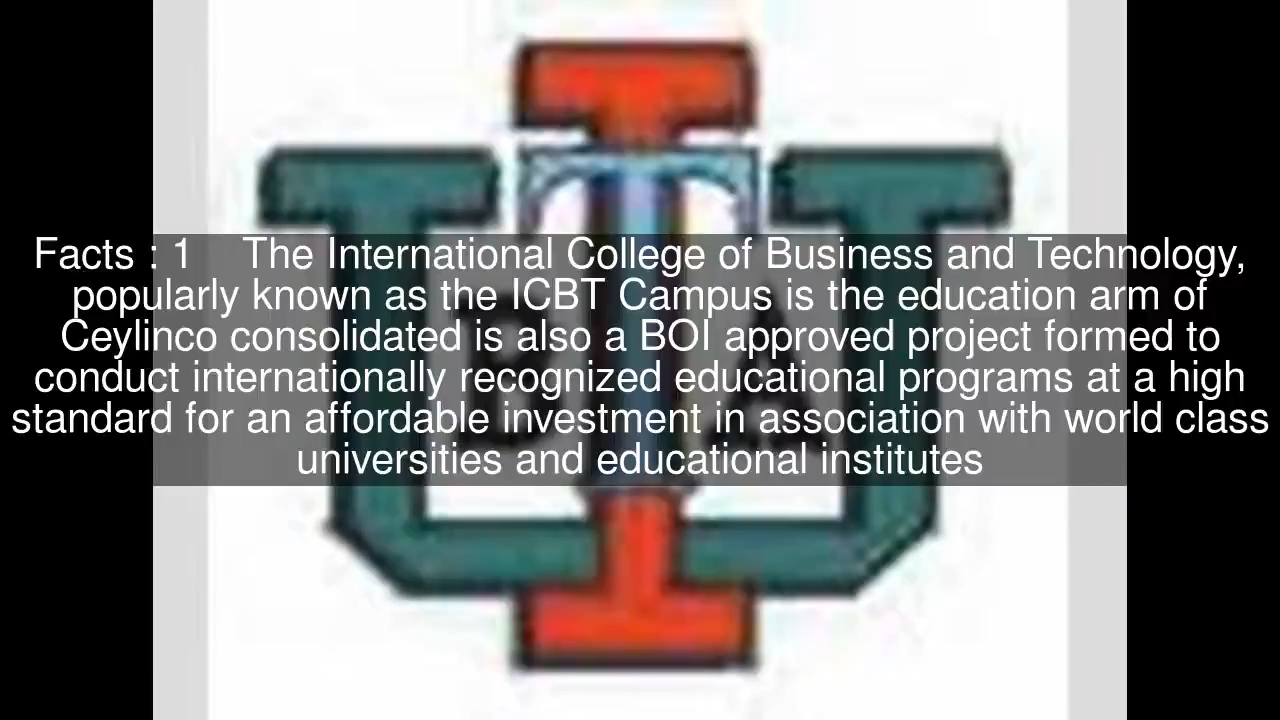 Facts : 1 The International College of Business and Technology,
popularly known as the ICBT Campus is the education arm of
Ceylinco consolidated is also a BOI approved project formed to
conduct internationally recognized educational programs at a high
standard for an affordable investment in association with world class
universities and educational institutes